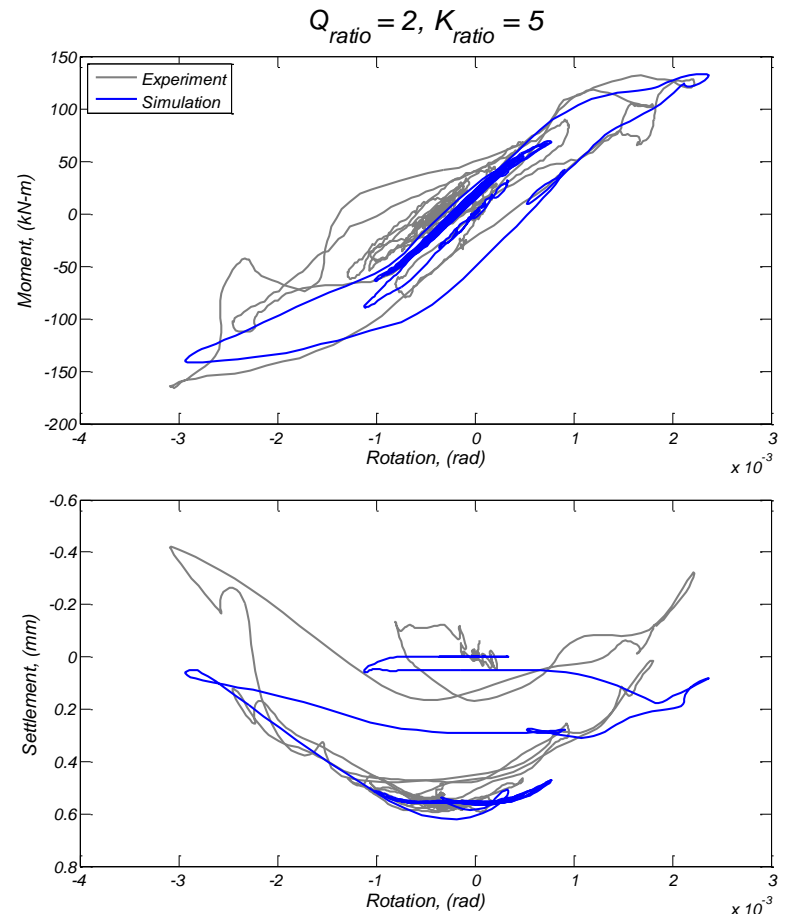 Q_ratio = 2, K_ratio = 5
150
Experiment
Simulation
100
50
0
-50
-100
-150
-200
Moment, (kN-m)
-4 -3 -2 -1 0 1 2 3
Rotation, (rad)
x 10^-3
-0.6
-0.4
-0.2
0
0.2
0.4
0.6
0.8
Settlement, (mm)
-4 -3 -2 -1 0 1 2 3
Rotation, (rad)
x 10^-3